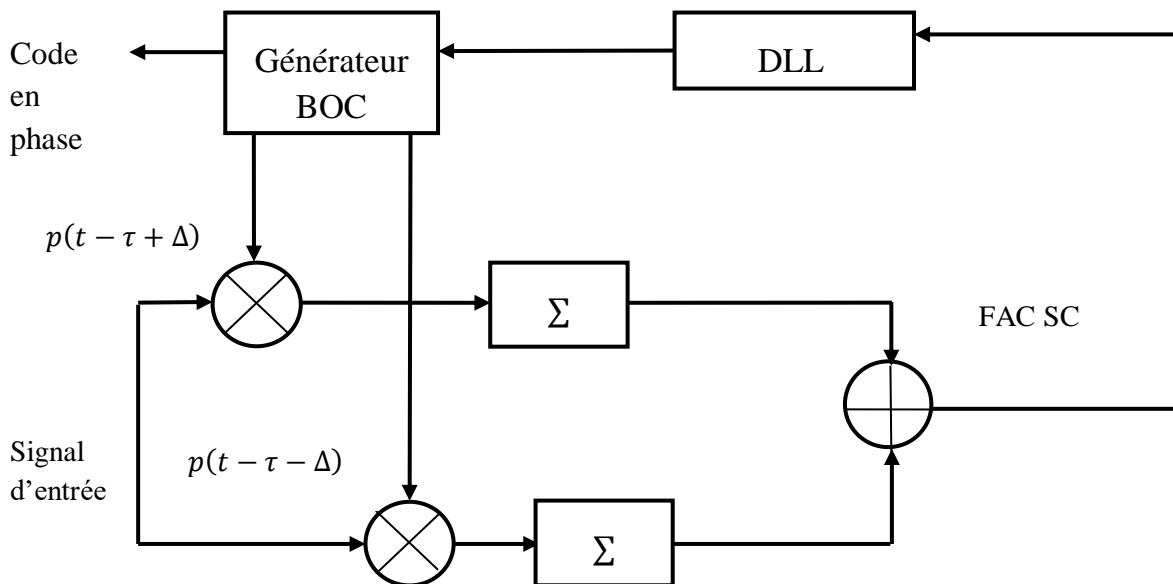 Code
en
phase
Générateur
BOC
DLL
p(t − τ + Δ)
Σ
FAC SC
Signal
d’entrée
p(t − τ − Δ)
Σ